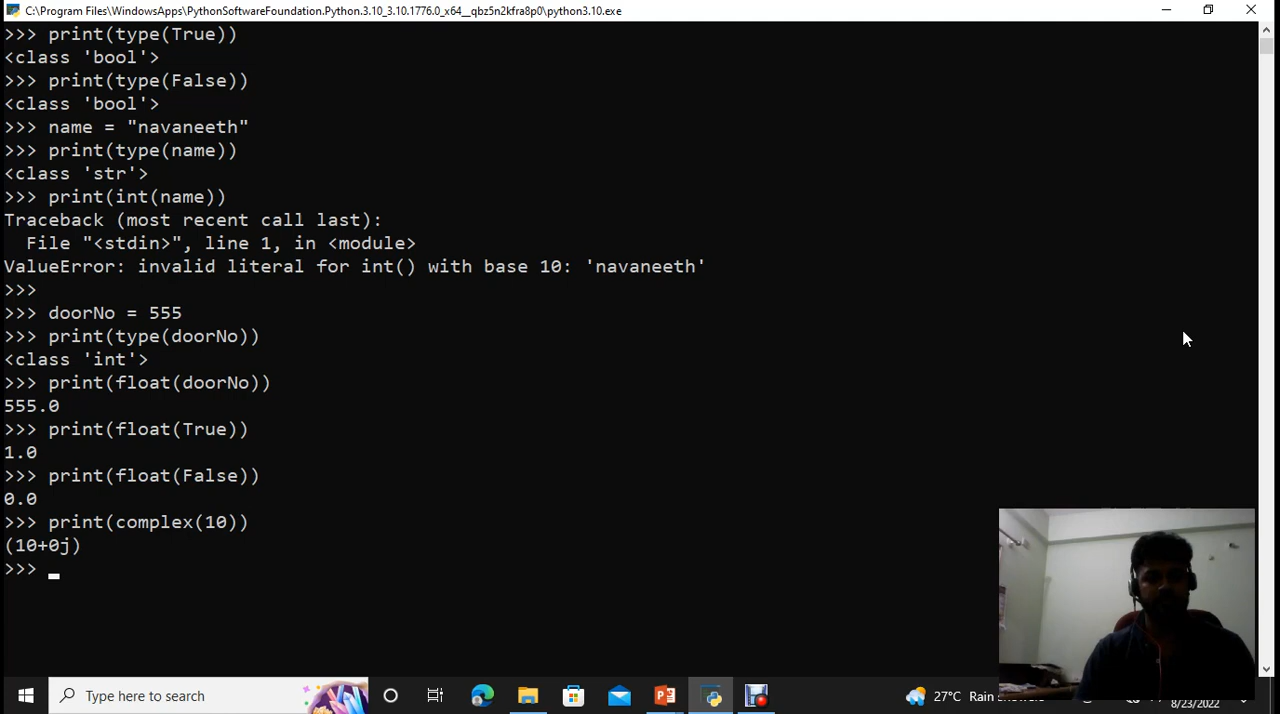 C:\Program Files\WindowsApps\PythonSoftwareFoundation.Python.3.10_3.10.1776.0_x64__qbz5n2kfra8p0\python3.10.exe
>>> print(type(True))
<class 'bool'>
>>> print(type(False))
<class 'bool'>
>>> name = "navaneeth"
>>> print(type(name))
<class 'str'>
>>> print(int(name))
Traceback (most recent call last):
  File "<stdin>", line 1, in <module>
ValueError: invalid literal for int() with base 10: 'navaneeth'
>>>
>>> doorNo = 555
>>> print(type(doorNo))
<class 'int'>
>>> print(float(doorNo))
555.0
>>> print(float(True))
1.0
>>> print(float(False))
0.0
>>> print(complex(10))
(10+0j)
>>>
Type here to search
27°C Rain
8/23/2022